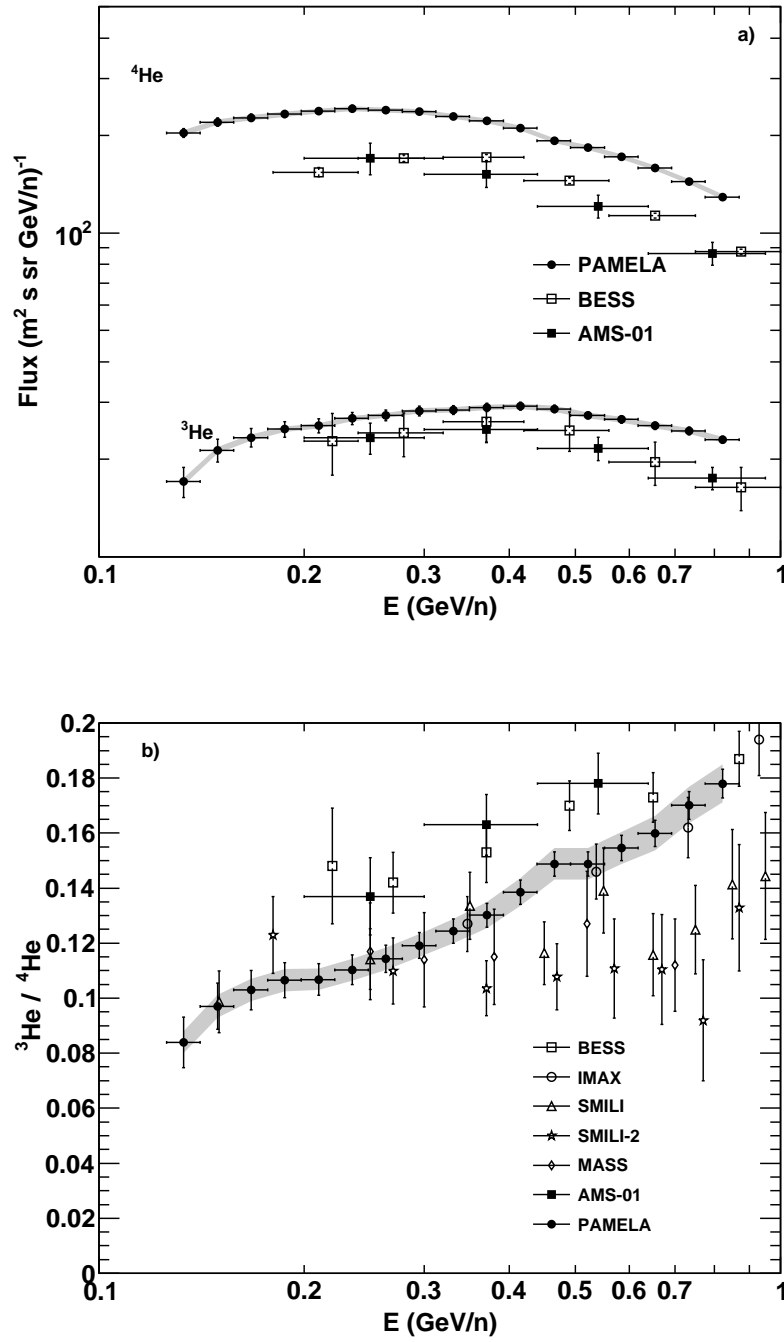 a)
⁴He
10²
Flux (m² s sr GeV/n)⁻¹
PAMELA
BESS
AMS-01
³He
0.1 0.2 0.3 0.4 0.5 0.6 0.7 1
E (GeV/n)
b)
0.2
0.18
0.16
0.14
0.12
0.1
0.08
0.06
0.04
0.02
0
³He / ⁴He
BESS
IMAX
SMILI
SMILI-2
MASS
AMS-01
PAMELA
0.1 0.2 0.3 0.4 0.5 0.6 0.7 1
E (GeV/n)